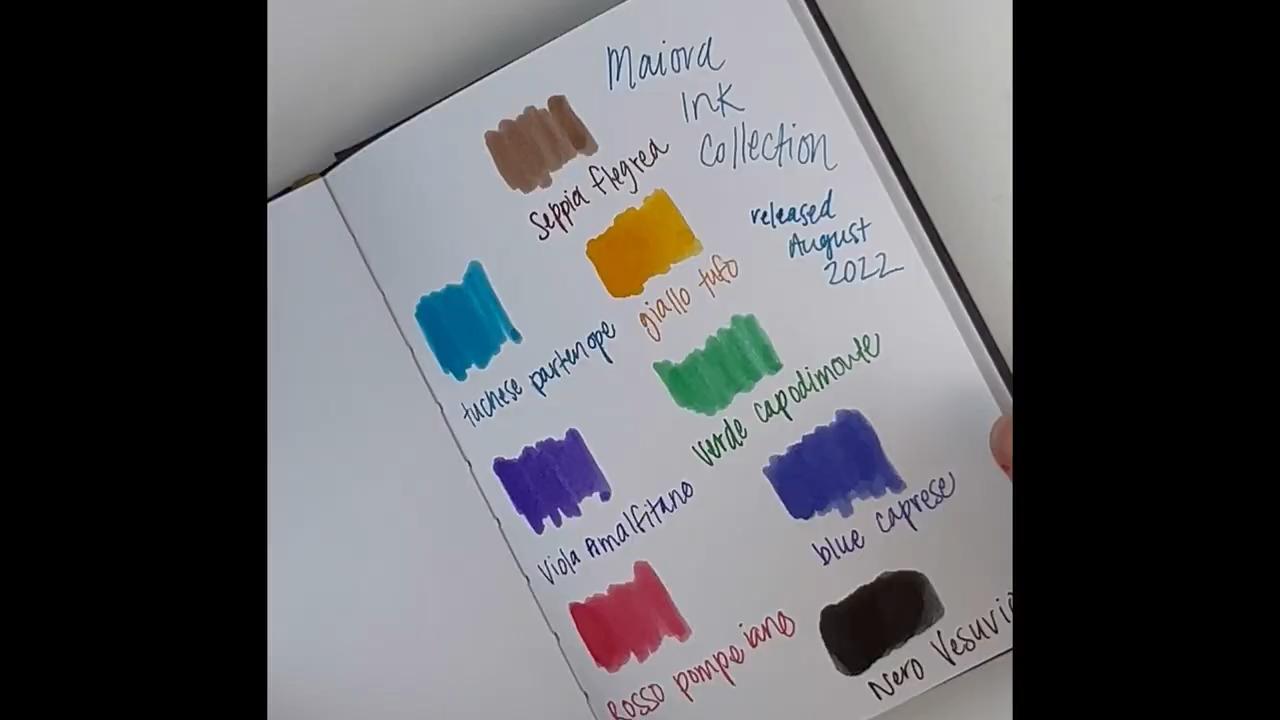 Maiora
Ink
Collection
released
August
2022
Seppia flegrea
giallo tufo
tuchese partenope
verde capodimonte
Viola Amalfitano
blue caprese
Rosso pompeiano
Nero Vesuvi